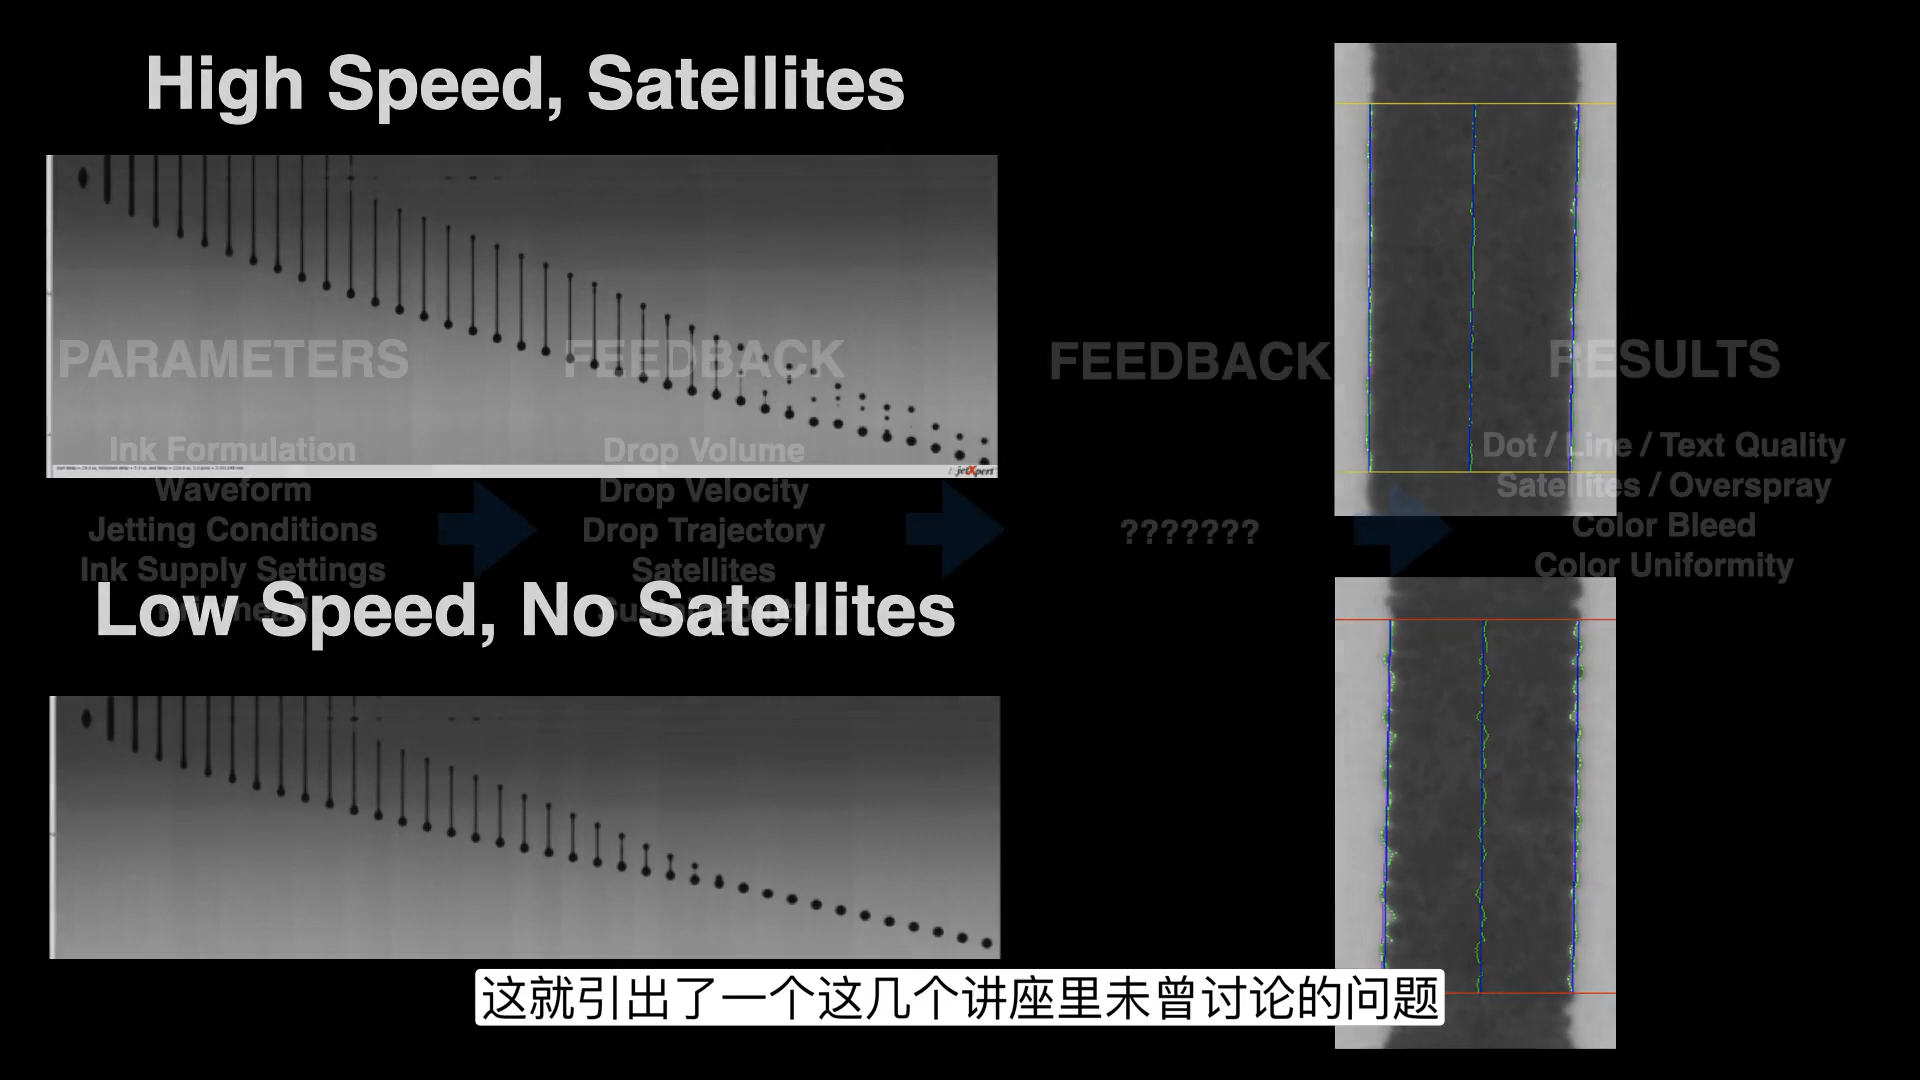 High Speed, Satellites
PARAMETERS
Ink Formulation
Waveform
Jetting Conditions
Ink Supply Settings
FEEDBACK
Drop Volume
Drop Velocity
Drop Trajectory
Satellites
Sustainability
FEEDBACK
???????
RESULTS
Dot / Line / Text Quality
Satellites / Overspray
Color Bleed
Color Uniformity
jetXpert
Low Speed, No Satellites
这就引出了一个这几个讲座里未曾讨论的问题